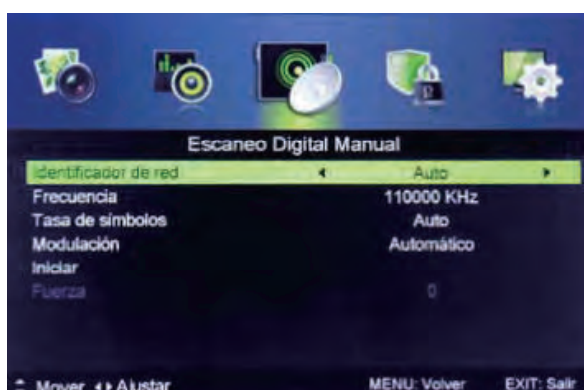 Escaneo Digital Manual
Identificador de red Auto
Frecuencia 110000 KHz
Tasa de símbolos Auto
Modulación Automático
Iniciar
Fuerza 0
Mover Ajustar MENU: Volver EXIT: Salir